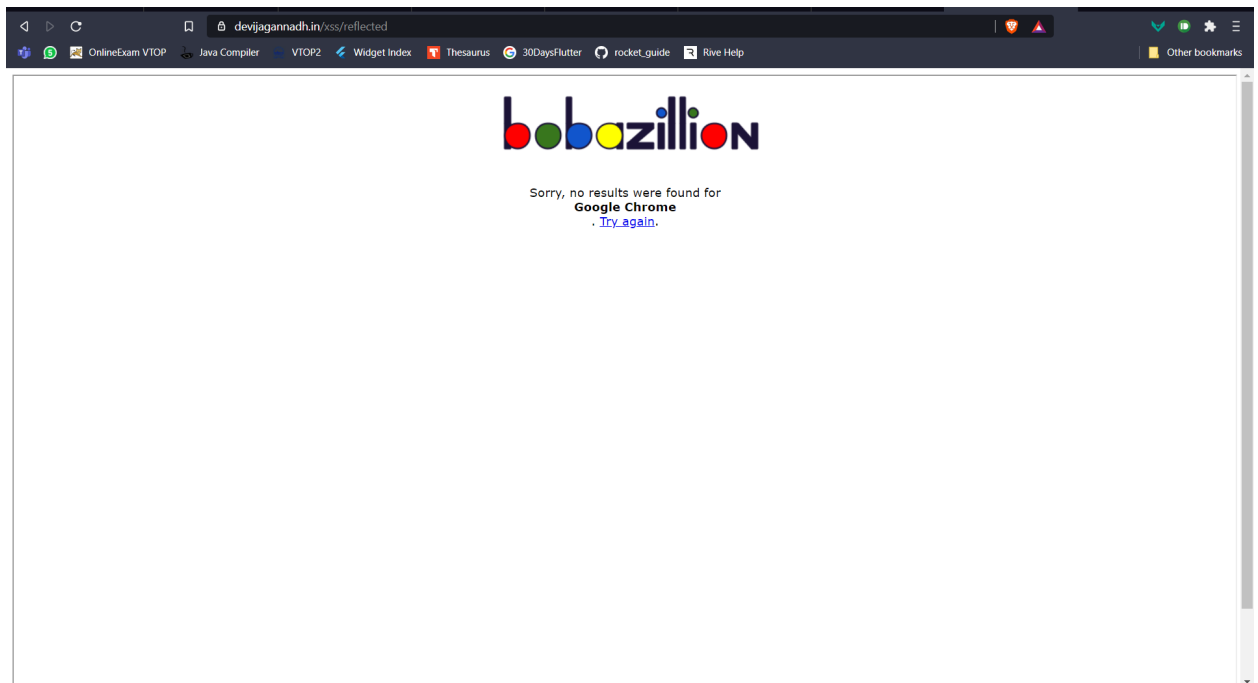 devijagannadh.in/xss/reflected
OnlineExam VTOP Java Compiler VTOP2 Widget Index Thesaurus 30DaysFlutter rocket_guide Rive Help Other bookmarks
bobazillion
Sorry, no results were found for
Google Chrome
. Try again.